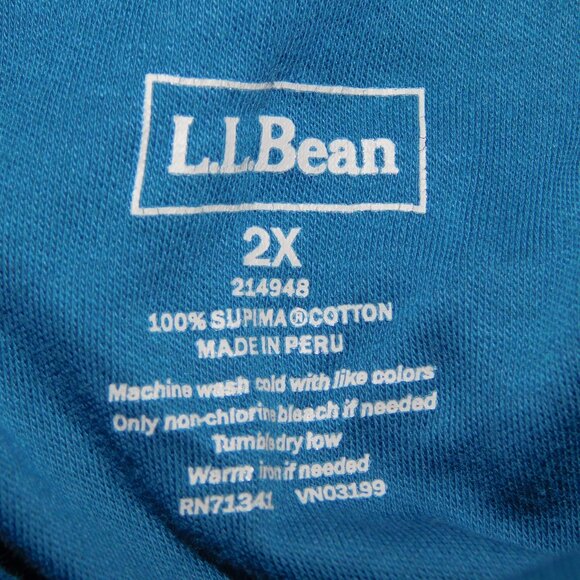 L.L.Bean
2X
214948
100% SUPIMA®COTTON
MADE IN PERU
Machine wash cold with like colors
Only non-chlorine bleach if needed
Tumble dry low
Warm iron if needed
RN71341 VN03199